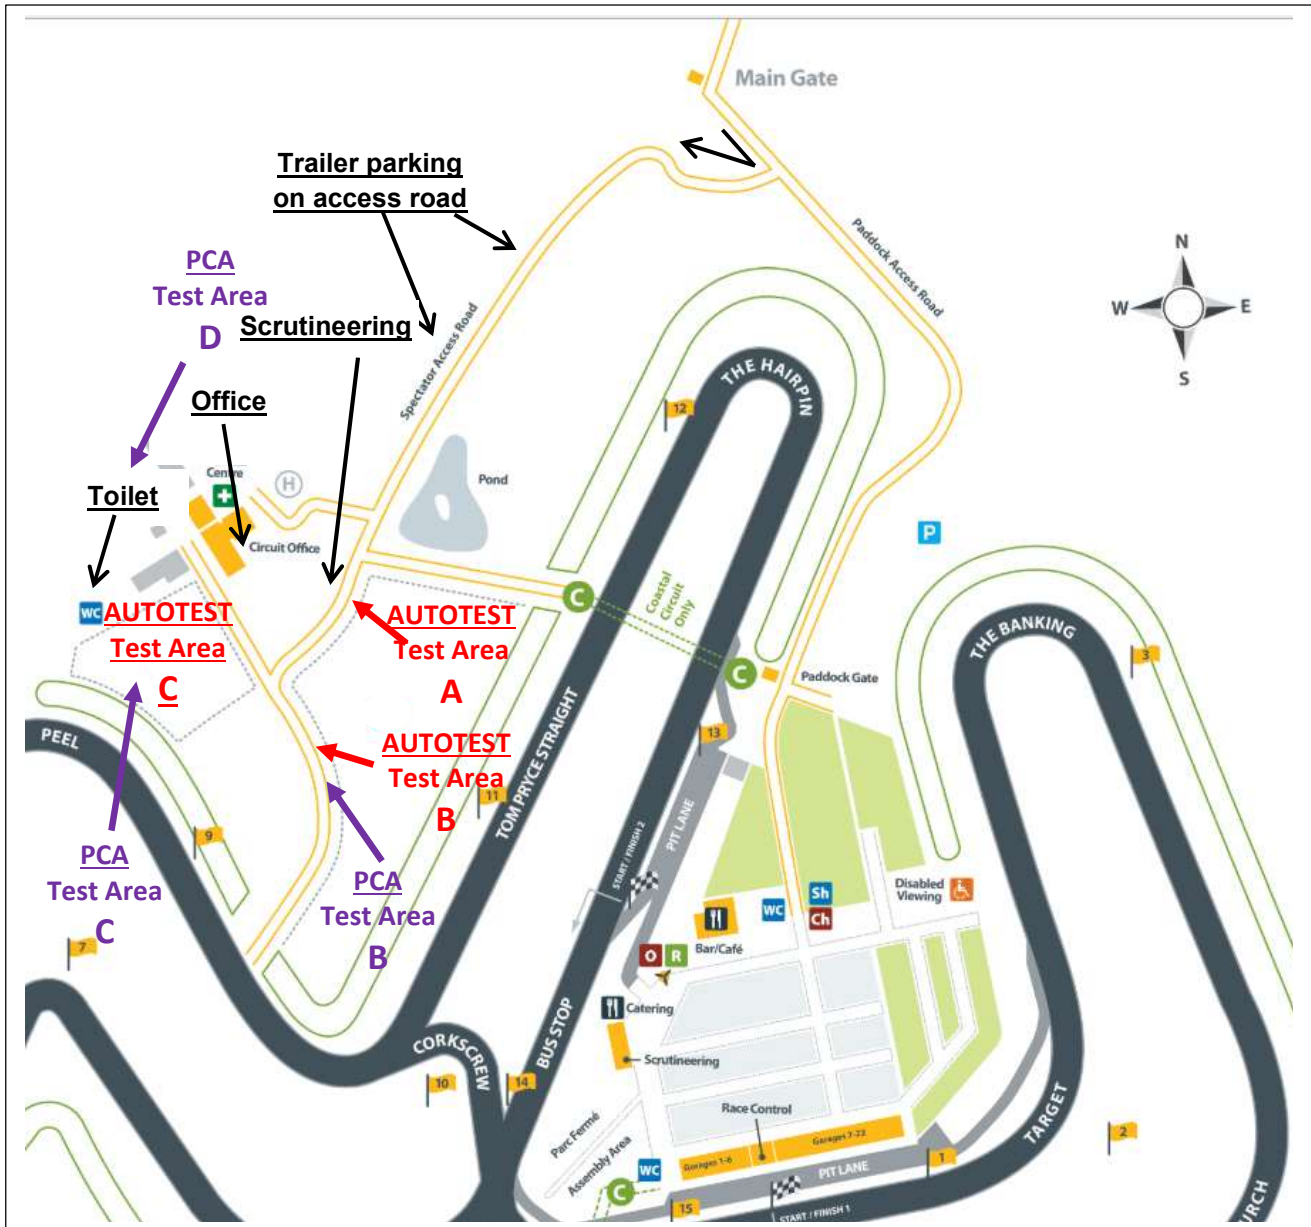 Main Gate
Trailer parking
on access road
Paddock Access Road
N
W
E
S
PCA
Test Area
D
Scrutineering
Spectator Access Road
Office
THE HAIRPIN
12
Centre
H
Pond
Toilet
Circuit Office
P
WC
AUTOTEST
Test Area
C
AUTOTEST
Test Area
A
C
Coastal
Circuit
Only
C
Paddock Gate
THE BANKING
3
PEEL
AUTOTEST
Test Area
B
TOM PRYCE STRAIGHT
13
11
9
PIT LANE
START / FINISH 2
PCA
Test Area
C
PCA
Test Area
B
7
Sh
WC
Ch
Disabled
Viewing
Bar/Café
O
R
Catering
BUS STOP
CORKSCREW
Scrutineering
10
14
Race Control
TARGET
Parc Fermé
Assembly Area
Garages 1-6
Garages 7-22
2
1
WC
PIT LANE
C
15
START / FINISH 1
URCH